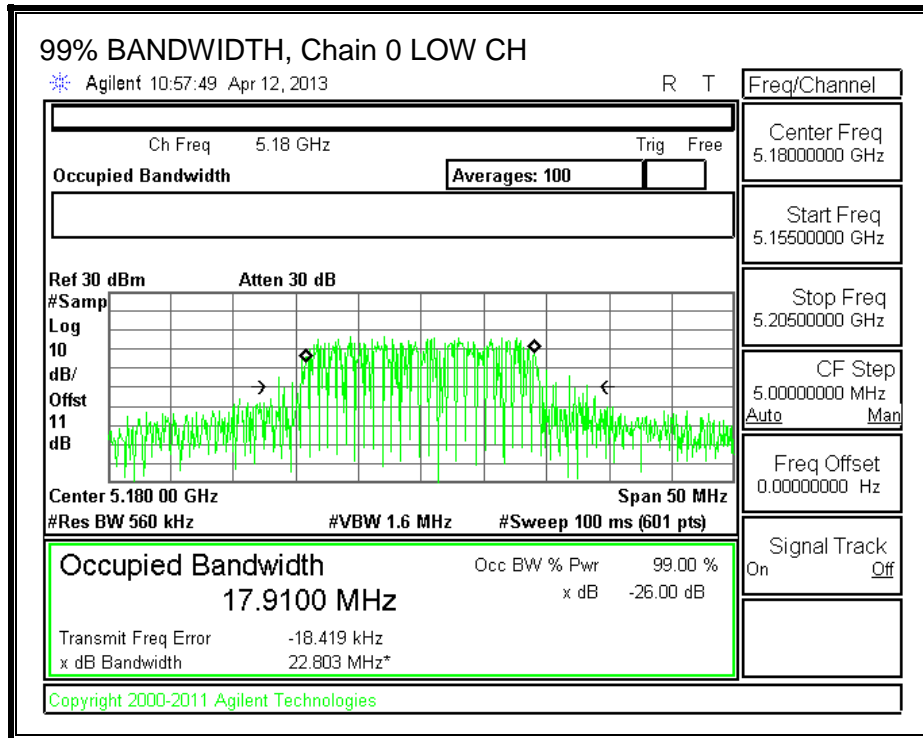 99% BANDWIDTH, Chain 0 LOW CH
Agilent 10:57:49 Apr 12, 2013 R T
Ch Freq 5.18 GHz Trig Free
Occupied Bandwidth Averages: 100
Ref 30 dBm Atten 30 dB
#Samp
Log
10
dB/
Offst
11
dB
Center 5.180 00 GHz Span 50 MHz
#Res BW 560 kHz #VBW 1.6 MHz #Sweep 100 ms (601 pts)
Occupied Bandwidth Occ BW % Pwr 99.00 %
17.9100 MHz x dB -26.00 dB
Transmit Freq Error -18.419 kHz
x dB Bandwidth 22.803 MHz*
Copyright 2000-2011 Agilent Technologies
Freq/Channel
Center Freq
5.18000000 GHz
Start Freq
5.15500000 GHz
Stop Freq
5.20500000 GHz
CF Step
5.00000000 MHz
Auto Man
Freq Offset
0.00000000 Hz
Signal Track
On Off